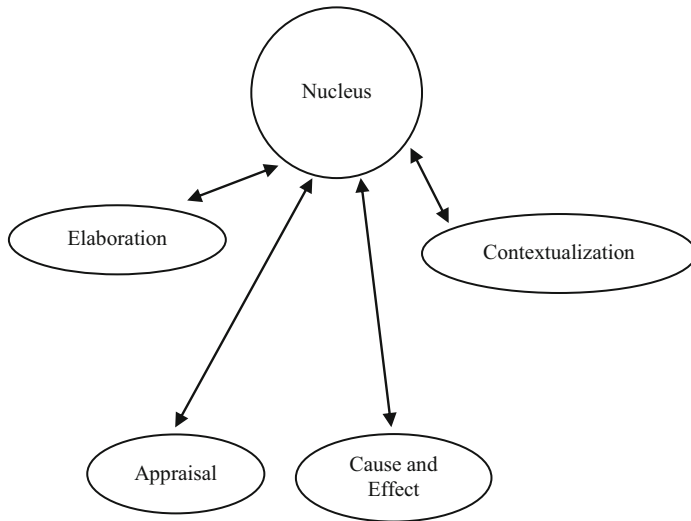 Nucleus
Elaboration
Contextualization
Appraisal
Cause and
Effect